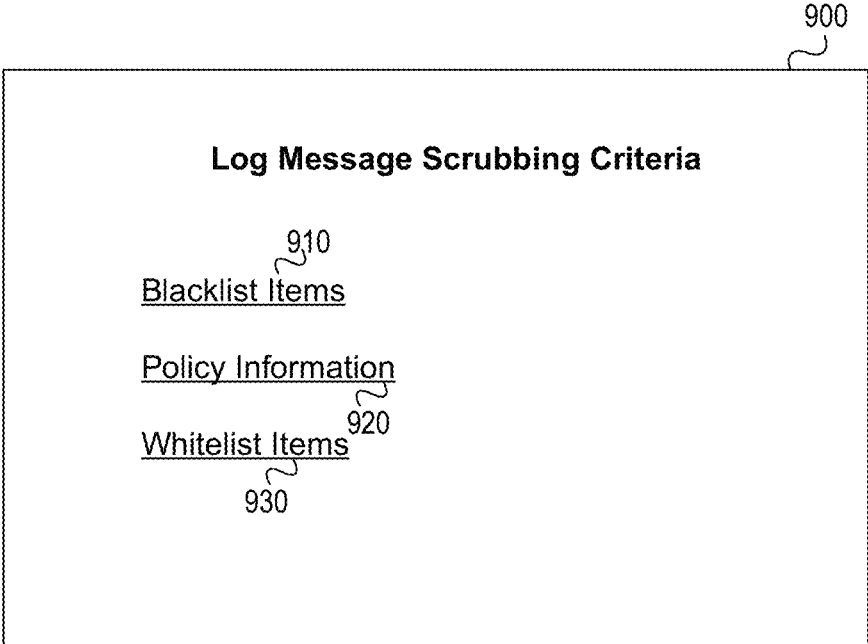 900
Log Message Scrubbing Criteria
910
Blacklist Items
Policy Information
920
Whitelist Items
930